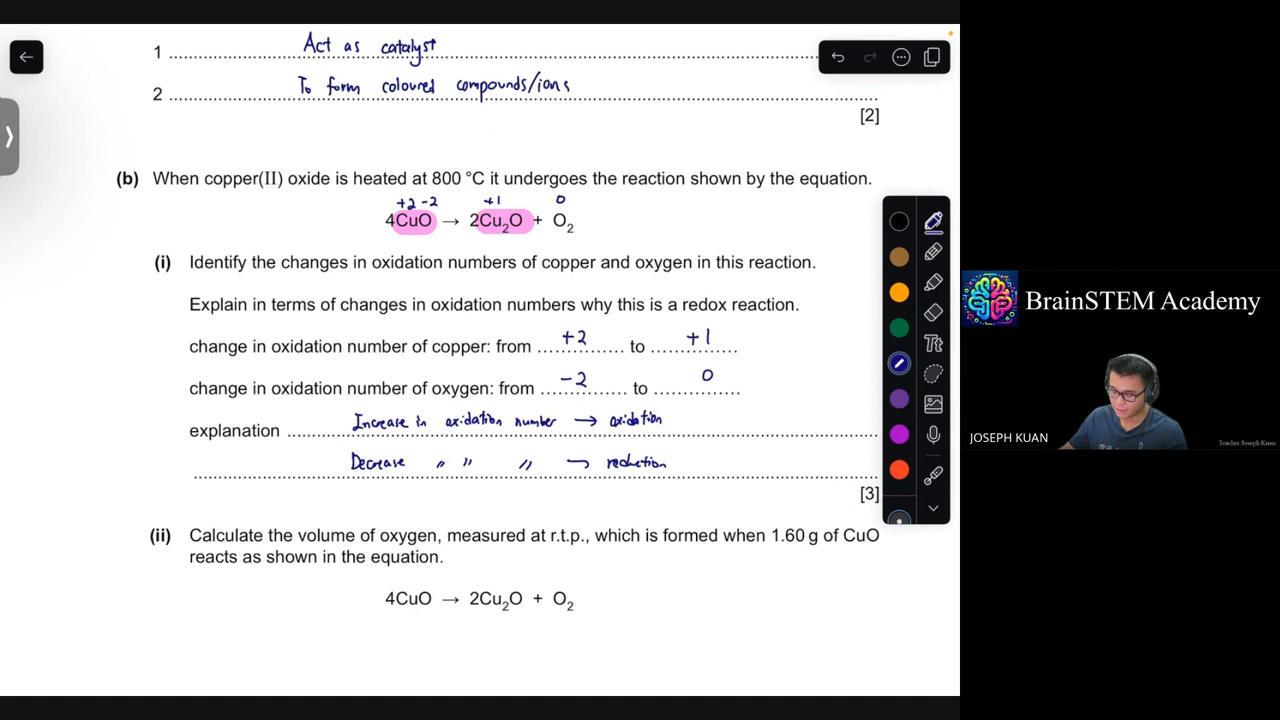 1 Act as catalyst
2 To form coloured compounds/ions
[2]
(b) When copper(II) oxide is heated at 800 °C it undergoes the reaction shown by the equation.
+2 -2 +1 0
4CuO → 2Cu₂O + O₂
(i) Identify the changes in oxidation numbers of copper and oxygen in this reaction.
Explain in terms of changes in oxidation numbers why this is a redox reaction.
change in oxidation number of copper: from +2 to +1
change in oxidation number of oxygen: from -2 to 0
explanation Increase in oxidation number → oxidation
Decrease " " " → reduction
[3]
(ii) Calculate the volume of oxygen, measured at r.t.p., which is formed when 1.60 g of CuO
reacts as shown in the equation.
4CuO → 2Cu₂O + O₂
Tt
BrainSTEM Academy
JOSEPH KUAN
Teacher Joseph Kuan